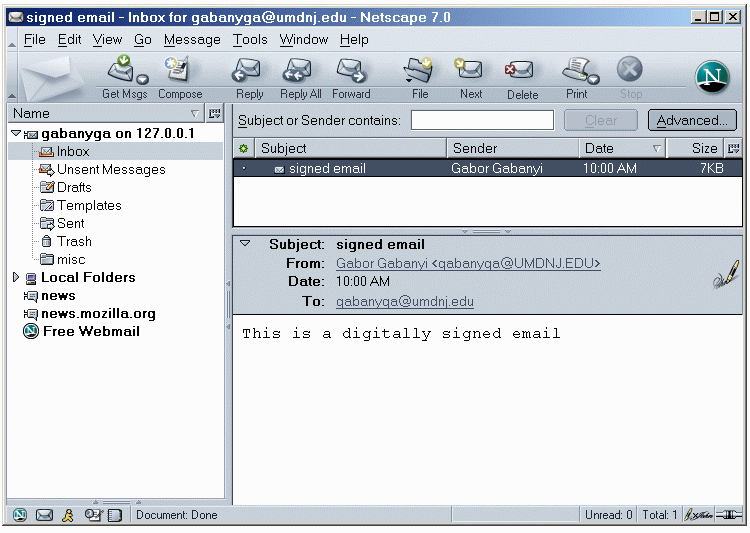 signed email - Inbox for gabanyga@umdnj.edu - Netscape 7.0
File Edit View Go Message Tools Window Help
Get Msgs Compose Reply Reply All Forward File Next Delete Print Stop
N
Name
gabanyga on 127.0.0.1
Inbox
Unsent Messages
Drafts
Templates
Sent
Trash
misc
Local Folders
news
news.mozilla.org
Free Webmail
Subject or Sender contains: Clear Advanced...
Subject Sender Date Size
signed email Gabor Gabanyi 10:00 AM 7KB
Subject: signed email
From: Gabor Gabanyi <gabanyga@UMDNJ.EDU>
Date: 10:00 AM
To: gabanyga@umdnj.edu
This is a digitally signed email
Document: Done Unread: 0 Total: 1